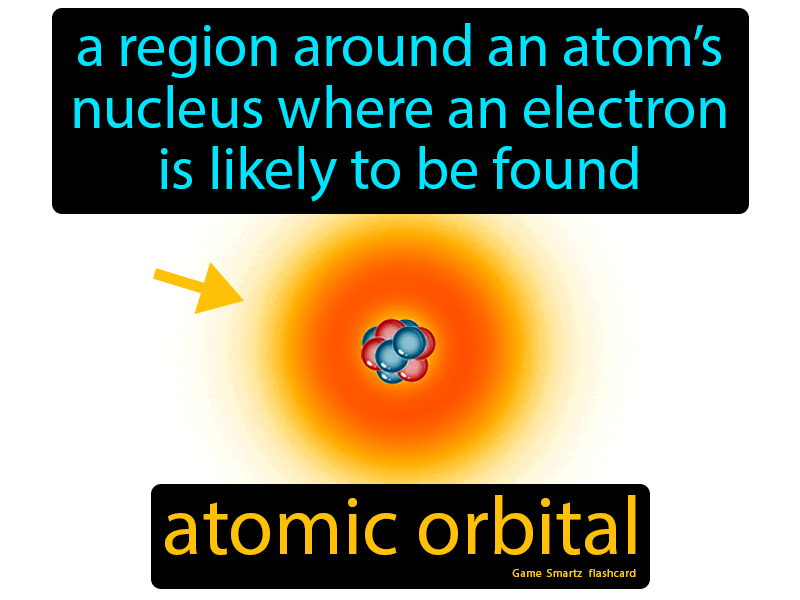 a region around an atom’s
nucleus where an electron
is likely to be found
atomic orbital
Game Smartz flashcard